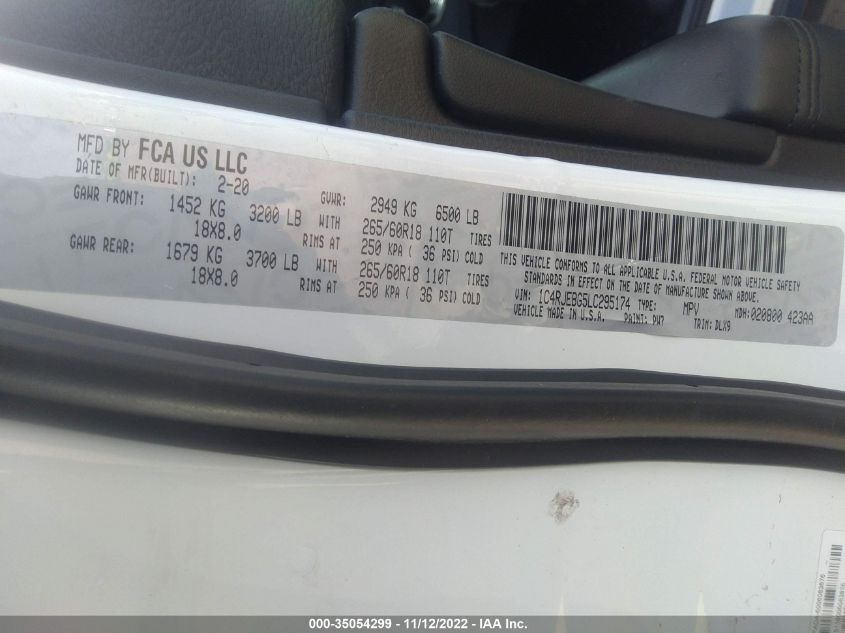 MFD BY FCA US LLC
DATE OF MFR(BUILT): 2-20
GVWR: 2949 KG 6500 LB
GAWR FRONT: 1452 KG 3200 LB WITH 265/60R18 110T TIRES
18X8.0 RIMS AT 250 KPA ( 36 PSI) COLD
GAWR REAR: 1679 KG 3700 LB WITH 265/60R18 110T TIRES
18X8.0 RIMS AT 250 KPA ( 36 PSI) COLD
THIS VEHICLE CONFORMS TO ALL APPLICABLE U.S.A. FEDERAL MOTOR VEHICLE SAFETY
STANDARDS IN EFFECT ON THE DATE OF MANUFACTURE SHOWN ABOVE.
VIN: 1C4RJEBG5LC295174 TYPE: MPV MDH: 020800 423AA
VEHICLE MADE IN U.S.A. PAINT: PW7 TRIM: DLX9
000-35054299 - 11/12/2022 - IAA Inc.